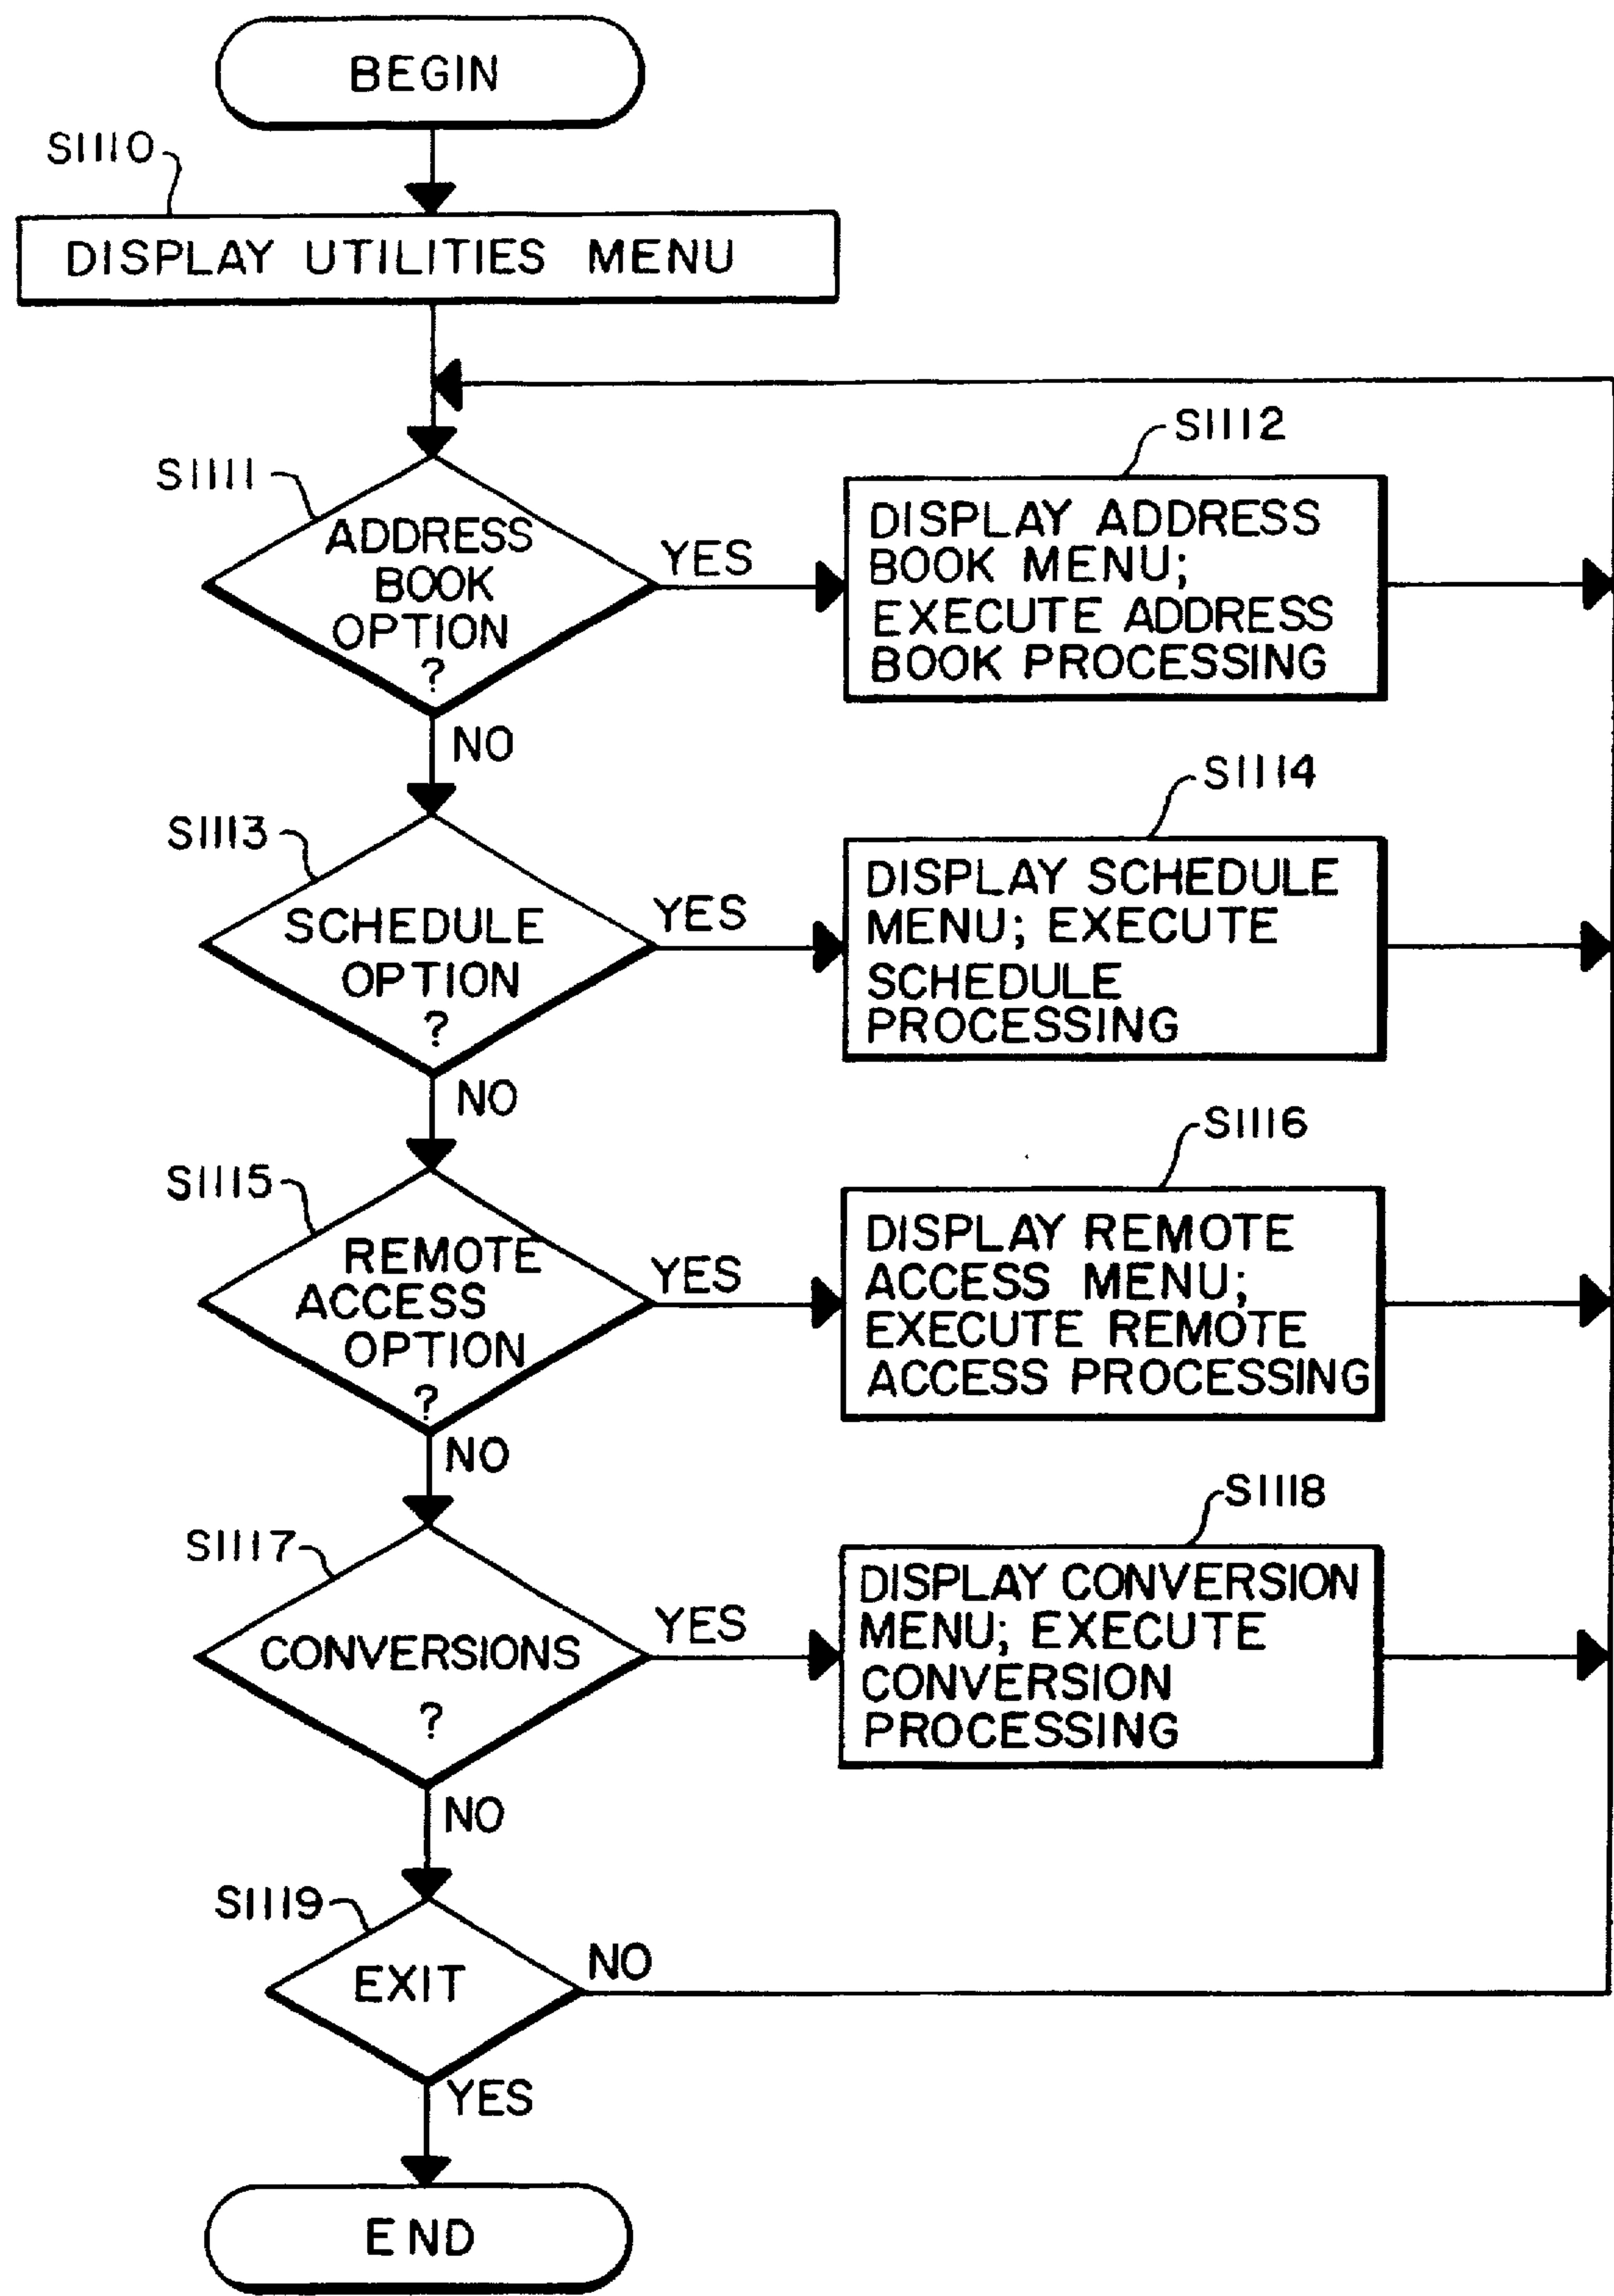 BEGIN
S1110
DISPLAY UTILITIES MENU
S1111
ADDRESS
BOOK
OPTION
?
YES
NO
S1112
DISPLAY ADDRESS
BOOK MENU;
EXECUTE ADDRESS
BOOK PROCESSING
S1113
SCHEDULE
OPTION
?
YES
NO
S1114
DISPLAY SCHEDULE
MENU; EXECUTE
SCHEDULE
PROCESSING
S1115
REMOTE
ACCESS
OPTION
?
YES
NO
S1116
DISPLAY REMOTE
ACCESS MENU;
EXECUTE REMOTE
ACCESS PROCESSING
S1117
CONVERSIONS
?
YES
NO
S1118
DISPLAY CONVERSION
MENU; EXECUTE
CONVERSION
PROCESSING
S1119
EXIT
NO
YES
END